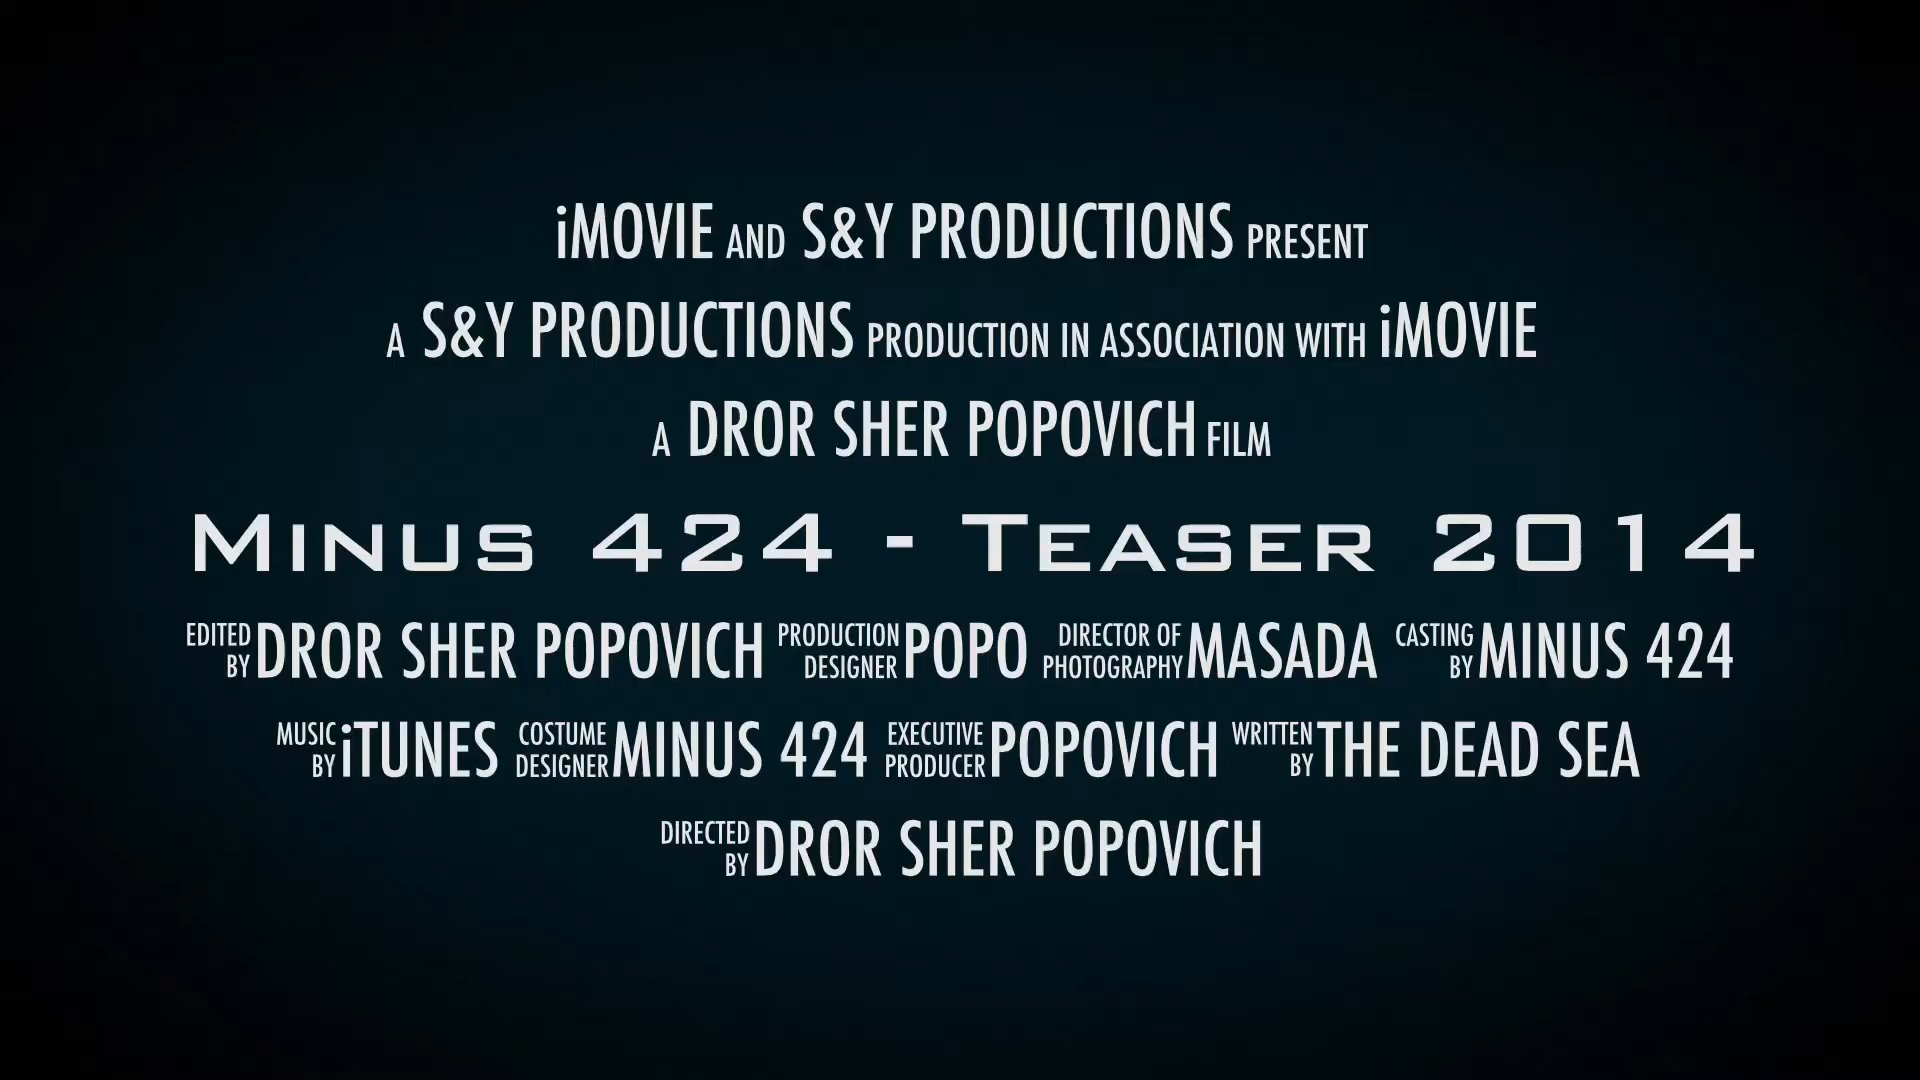 iMOVIE AND S&Y PRODUCTIONS PRESENT
A S&Y PRODUCTIONS PRODUCTION IN ASSOCIATION WITH iMOVIE
A DROR SHER POPOVICH FILM
MINUS 424 - TEASER 2014
EDITED BY DROR SHER POPOVICH PRODUCTION DESIGNER POPO DIRECTOR OF PHOTOGRAPHY MASADA CASTING BY MINUS 424
MUSIC BY iTUNES COSTUME DESIGNER MINUS 424 EXECUTIVE PRODUCER POPOVICH WRITTEN BY THE DEAD SEA
DIRECTED BY DROR SHER POPOVICH